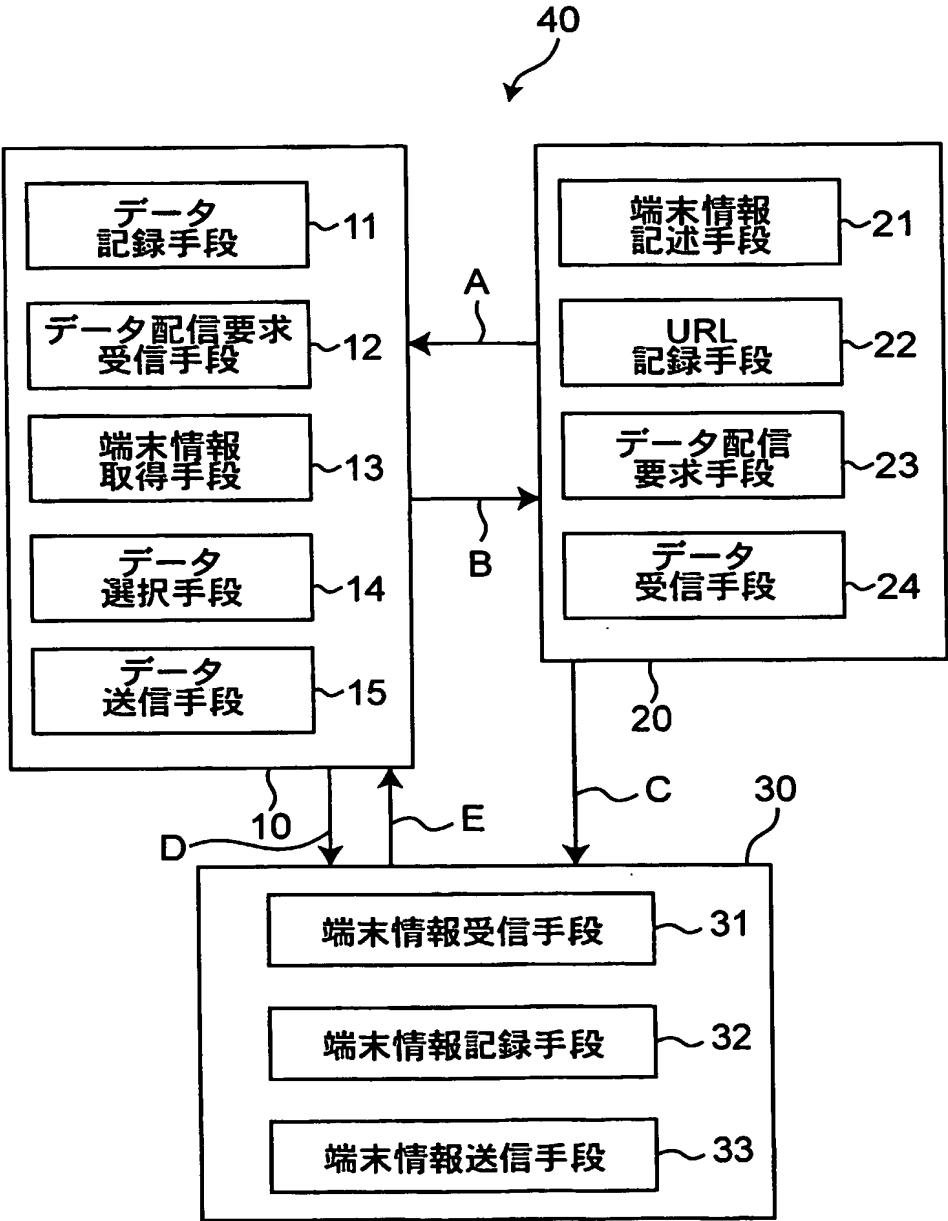 40
データ
記録手段
11
データ配信要求
受信手段
12
端末情報
取得手段
13
データ
選択手段
14
データ
送信手段
15
10
A
B
端末情報
記述手段
21
URL
記録手段
22
データ配信
要求手段
23
データ
受信手段
24
20
C
D
E
30
端末情報受信手段
31
端末情報記録手段
32
端末情報送信手段
33